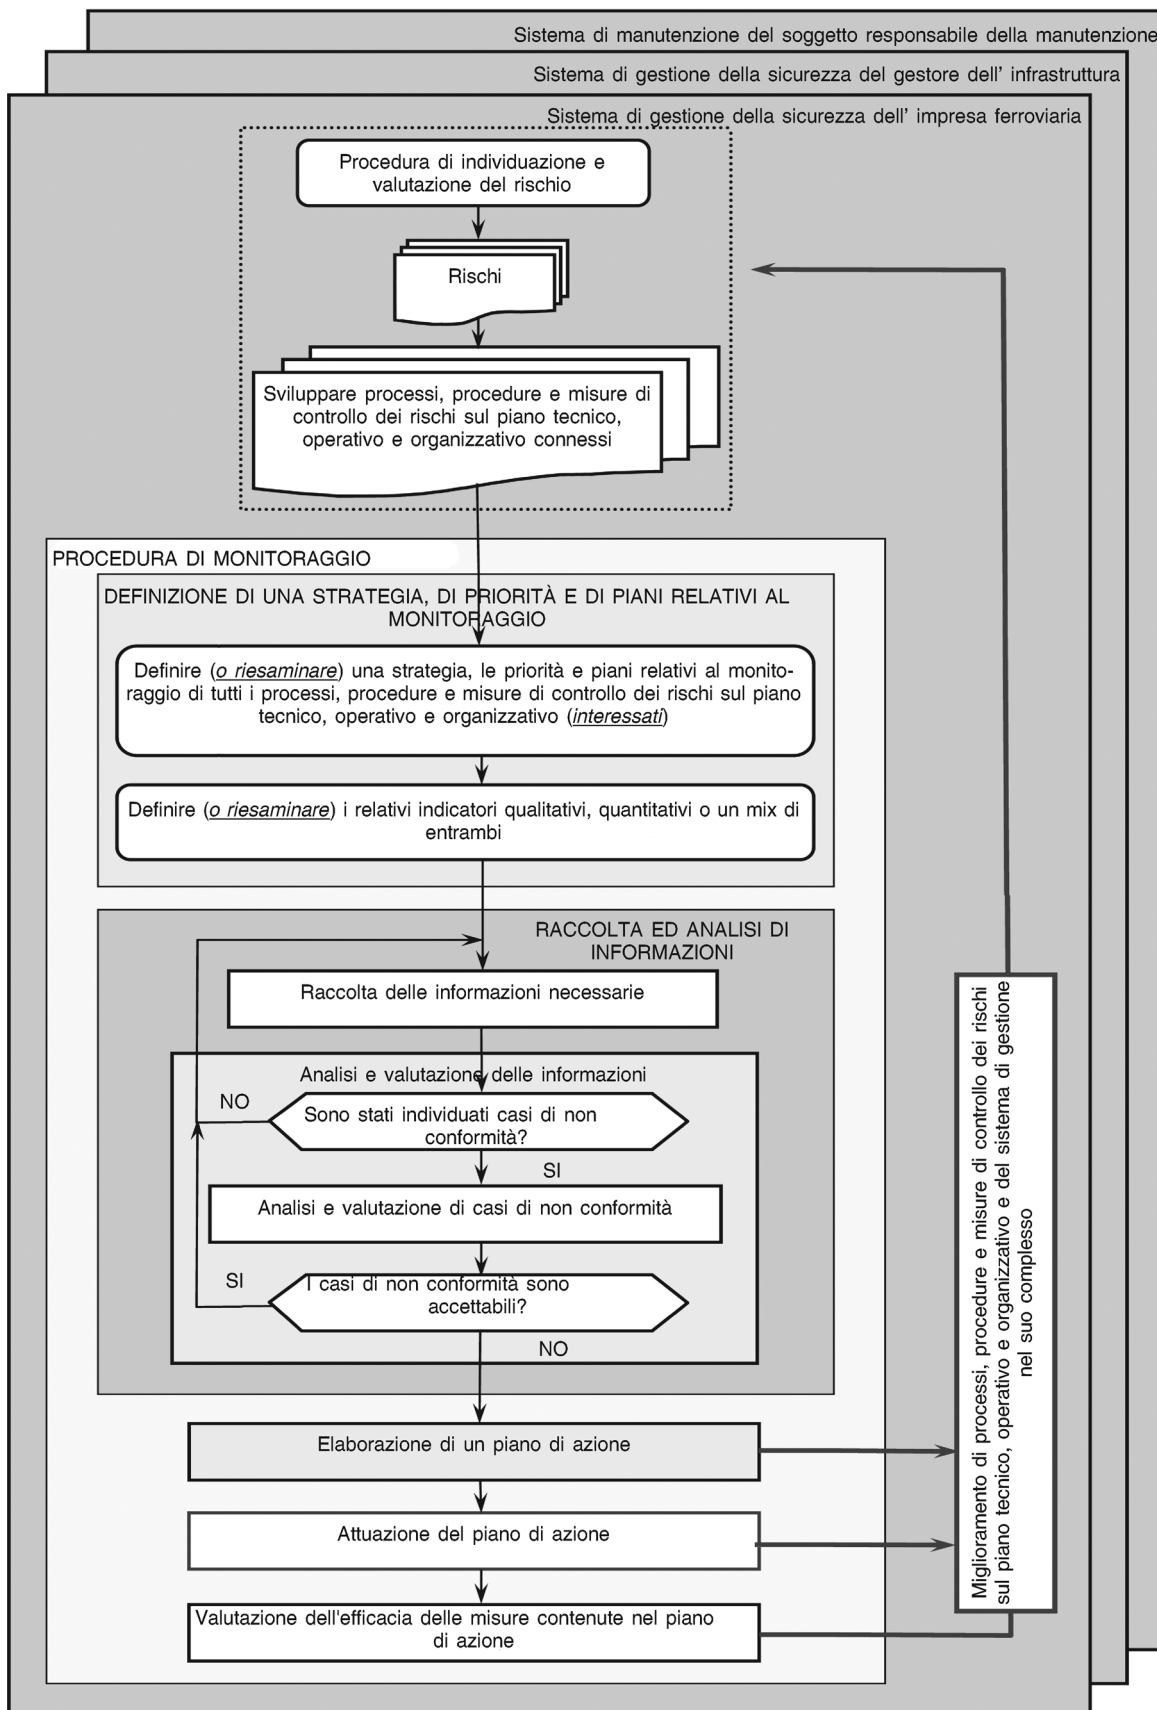 Sistema di manutenzione del soggetto responsabile della manutenzione
Sistema di gestione della sicurezza del gestore dell' infrastruttura
Sistema di gestione della sicurezza dell' impresa ferroviaria
Procedura di individuazione e
valutazione del rischio
Rischi
Sviluppare processi, procedure e misure di
controllo dei rischi sul piano tecnico,
operativo e organizzativo connessi
PROCEDURA DI MONITORAGGIO
DEFINIZIONE DI UNA STRATEGIA, DI PRIORITÀ E DI PIANI RELATIVI AL
MONITORAGGIO
Definire (o riesaminare) una strategia, le priorità e piani relativi al monito-
raggio di tutti i processi, procedure e misure di controllo dei rischi sul piano
tecnico, operativo e organizzativo (interessati)
Definire (o riesaminare) i relativi indicatori qualitativi, quantitativi o un mix di
entrambi
RACCOLTA ED ANALISI DI
INFORMAZIONI
Raccolta delle informazioni necessarie
Analisi e valutazione delle informazioni
NO
Sono stati individuati casi di non
conformità?
SI
Analisi e valutazione di casi di non conformità
SI
I casi di non conformità sono
accettabili?
NO
Elaborazione di un piano di azione
Attuazione del piano di azione
Valutazione dell'efficacia delle misure contenute nel piano
di azione
Miglioramento di processi, procedure e misure di controllo dei rischi
sul piano tecnico, operativo e organizzativo e del sistema di gestione
nel suo complesso